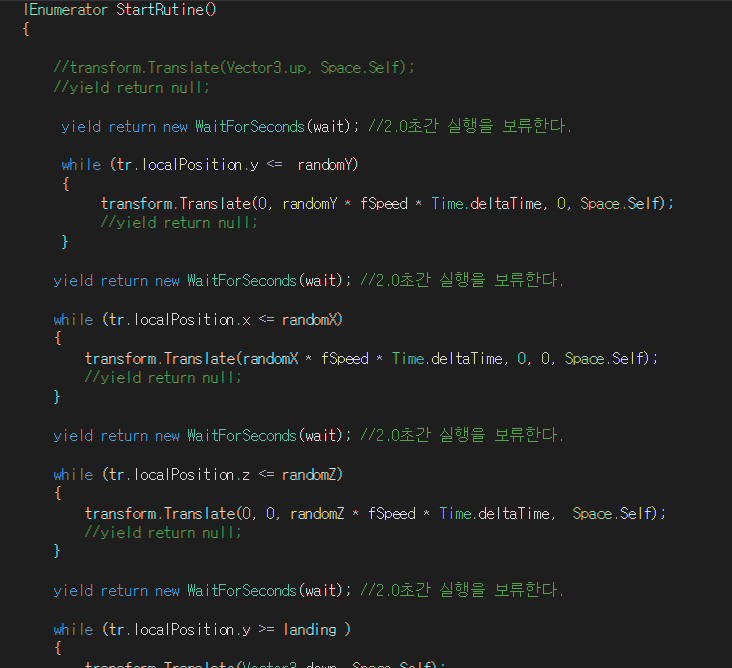 IEnumerator StartRutine()
{
//transform.Translate(Vector3.up, Space.Self);
//yield return null;
yield return new WaitForSeconds(wait); //2.0초간 실행을 보류한다.
while (tr.localPosition.y <= randomY)
{
transform.Translate(0, randomY * fSpeed * Time.deltaTime, 0, Space.Self);
//yield return null;
}
yield return new WaitForSeconds(wait); //2.0초간 실행을 보류한다.
while (tr.localPosition.x <= randomX)
{
transform.Translate(randomX * fSpeed * Time.deltaTime, 0, 0, Space.Self);
//yield return null;
}
yield return new WaitForSeconds(wait); //2.0초간 실행을 보류한다.
while (tr.localPosition.z <= randomZ)
{
transform.Translate(0, 0, randomZ * fSpeed * Time.deltaTime, Space.Self);
//yield return null;
}
yield return new WaitForSeconds(wait); //2.0초간 실행을 보류한다.
while (tr.localPosition.y >= landing )
{
transform.Translate(Vector3.down, Space.Self);